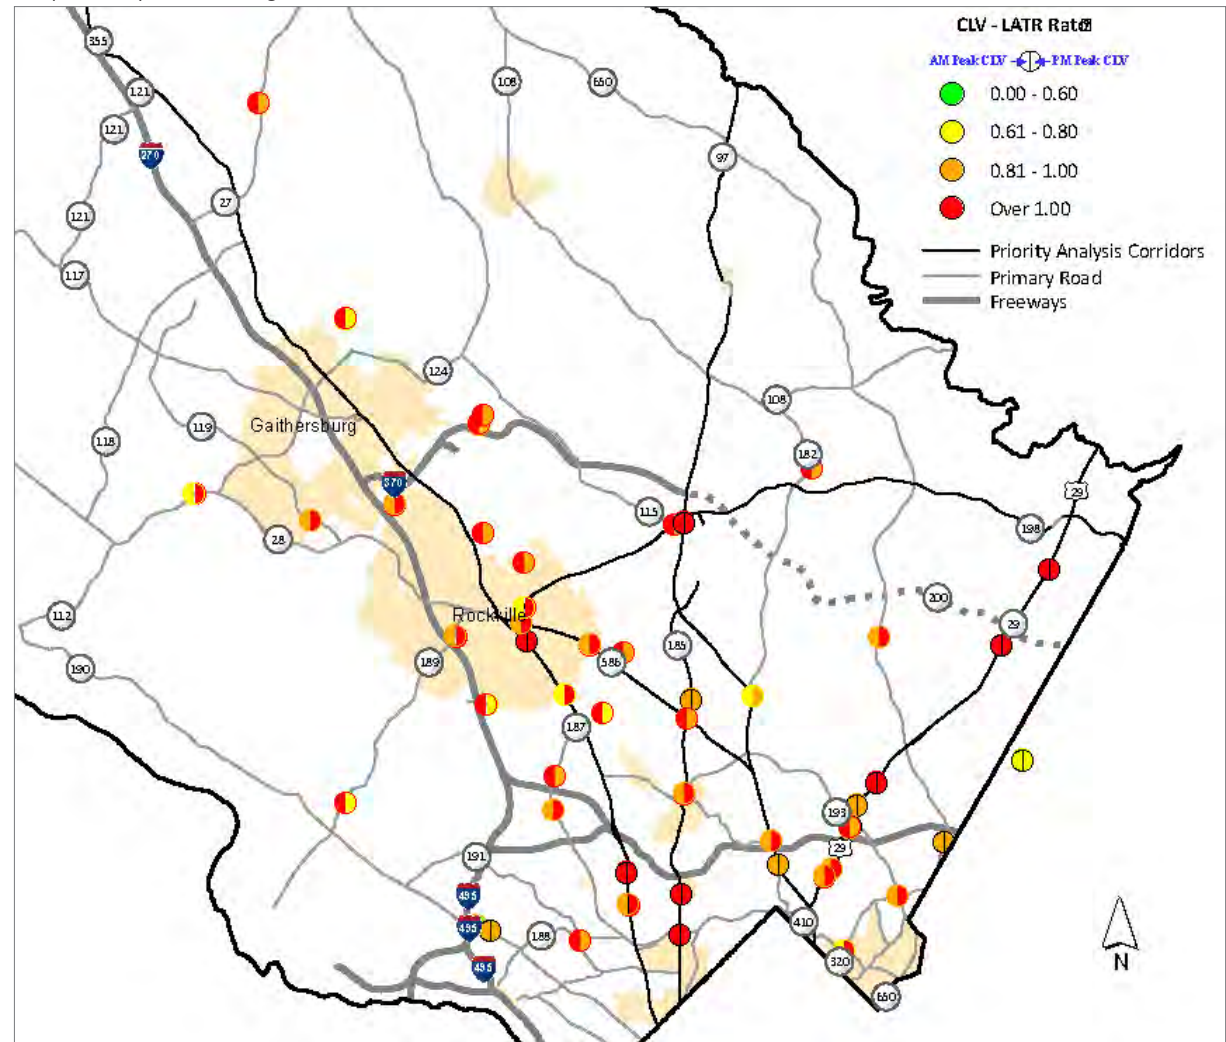 CLV - LATR Ratio
AM Peak CLV
PM Peak CLV
0.00 - 0.60
0.61 - 0.80
0.81 - 1.00
Over 1.00
Priority Analysis Corridors
Primary Road
Freeways
355
121
121
270
27
121
117
108
650
97
124
119
118
Gaithersburg
370
28
115
108
182
29
198
112
190
Rockville
189
586
185
200
29
187
191
193
29
495
495
495
188
410
320
650
N